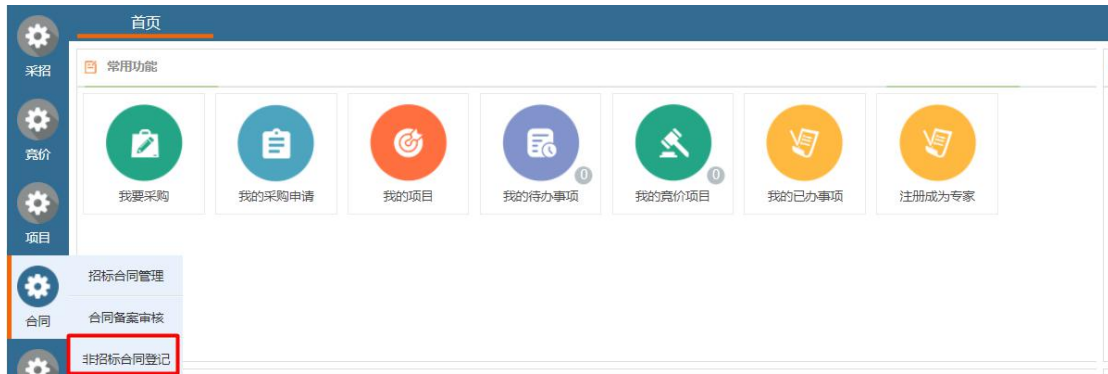 首页
采招
常用功能
竞价
0
0
我要采购
我的采购申请
我的项目
我的待办事项
我的竞价项目
我的已办事项
注册成为专家
项目
招标合同管理
合同
合同备案审核
非招标合同登记